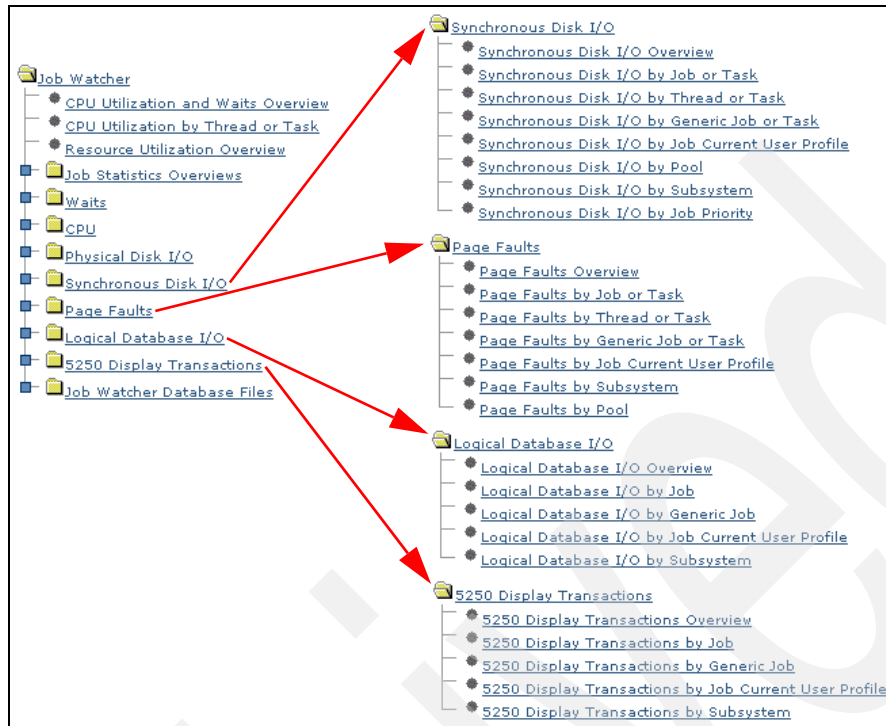 Job Watcher
CPU Utilization and Waits Overview
CPU Utilization by Thread or Task
Resource Utilization Overview
Job Statistics Overviews
Waits
CPU
Physical Disk I/O
Synchronous Disk I/O
Page Faults
Logical Database I/O
5250 Display Transactions
Job Watcher Database Files
Synchronous Disk I/O
Synchronous Disk I/O Overview
Synchronous Disk I/O by Job or Task
Synchronous Disk I/O by Thread or Task
Synchronous Disk I/O by Generic Job or Task
Synchronous Disk I/O by Job Current User Profile
Synchronous Disk I/O by Pool
Synchronous Disk I/O by Subsystem
Synchronous Disk I/O by Job Priority
Page Faults
Page Faults Overview
Page Faults by Job or Task
Page Faults by Thread or Task
Page Faults by Generic Job or Task
Page Faults by Job Current User Profile
Page Faults by Subsystem
Page Faults by Pool
Logical Database I/O
Logical Database I/O Overview
Logical Database I/O by Job
Logical Database I/O by Generic Job
Logical Database I/O by Job Current User Profile
Logical Database I/O by Subsystem
5250 Display Transactions
5250 Display Transactions Overview
5250 Display Transactions by Job
5250 Display Transactions by Generic Job
5250 Display Transactions by Job Current User Profile
5250 Display Transactions by Subsystem